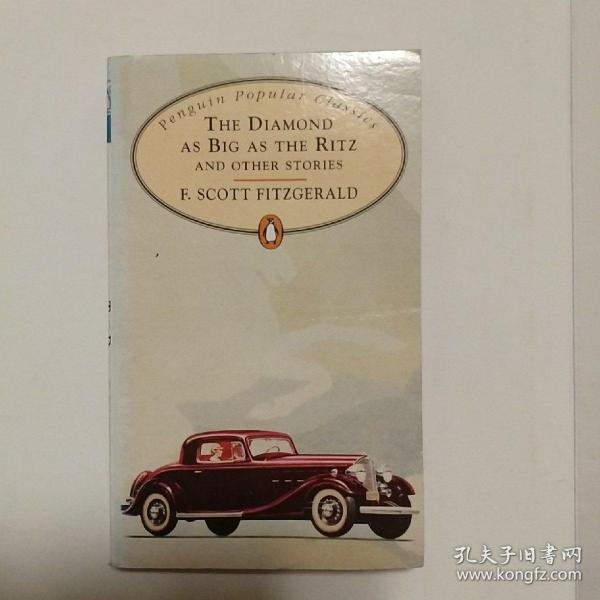 Penguin Popular Classics
THE DIAMOND
AS BIG AS THE RITZ
AND OTHER STORIES
F. SCOTT FITZGERALD
孔夫子旧书网
www.kongfz.com